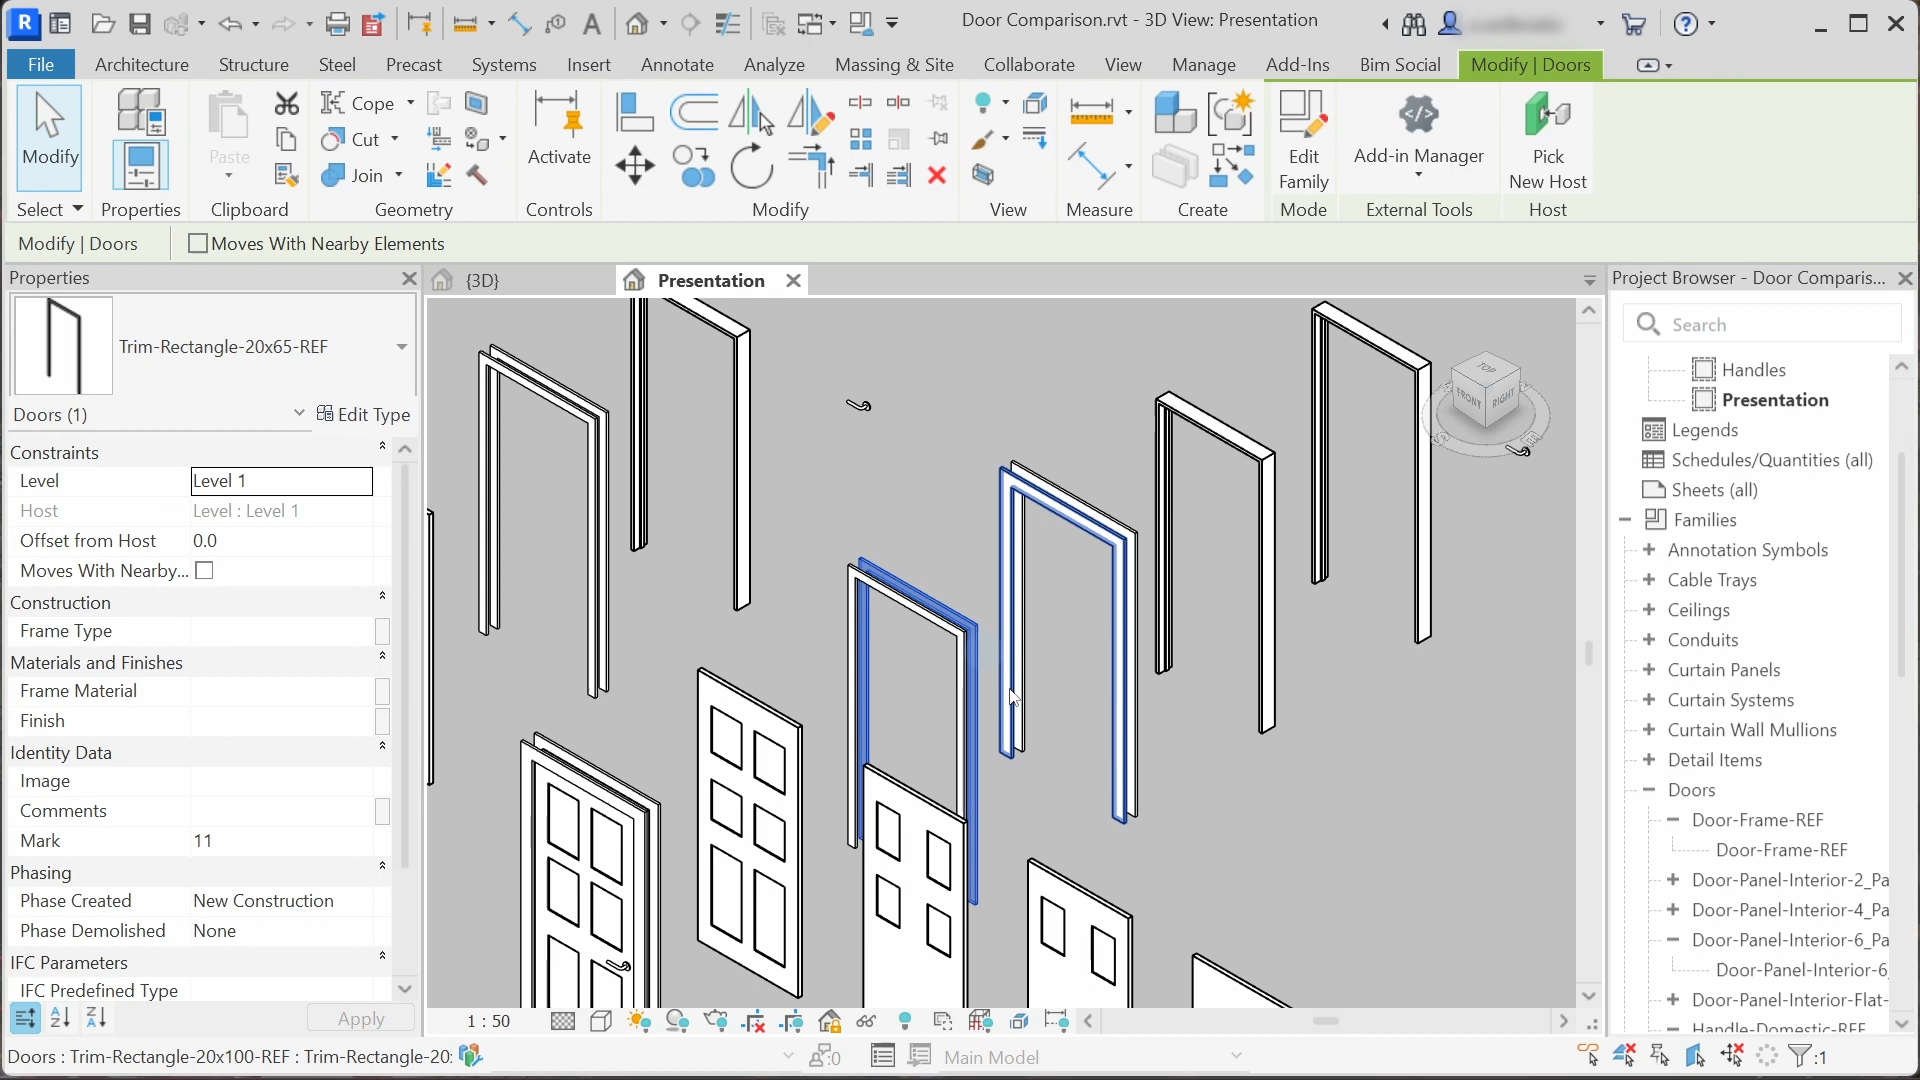 Door Comparison.rvt - 3D View: Presentation
File
Architecture
Structure
Steel
Precast
Systems
Insert
Annotate
Analyze
Massing & Site
Collaborate
View
Manage
Add-Ins
Bim Social
Modify | Doors
Modify
Paste
Cope
Cut
Join
Activate
Edit
Family
Add-in Manager
Pick
New Host
Select
Properties
Clipboard
Geometry
Controls
Modify
View
Measure
Create
Mode
External Tools
Host
Modify | Doors
Moves With Nearby Elements
Properties
{3D}
Presentation
Project Browser - Door Comparis...
Trim-Rectangle-20x65-REF
Doors (1)
Edit Type
Constraints
Level
Level 1
Host
Level : Level 1
Offset from Host
0.0
Moves With Nearby...
Construction
Frame Type
Materials and Finishes
Frame Material
Finish
Identity Data
Image
Comments
Mark
11
Phasing
Phase Created
New Construction
Phase Demolished
None
IFC Parameters
IFC Predefined Type
Apply
TOP
FRONT
RIGHT
Search
Handles
Presentation
Legends
Schedules/Quantities (all)
Sheets (all)
Families
Annotation Symbols
Cable Trays
Ceilings
Conduits
Curtain Panels
Curtain Systems
Curtain Wall Mullions
Detail Items
Doors
Door-Frame-REF
Door-Frame-REF
Door-Panel-Interior-2_Pa
Door-Panel-Interior-4_Pa
Door-Panel-Interior-6_Pa
Door-Panel-Interior-6_
Door-Panel-Interior-Flat-
Handle-Domestic-REF
1 : 50
Doors : Trim-Rectangle-20x100-REF : Trim-Rectangle-20:
:0
Main Model
:1